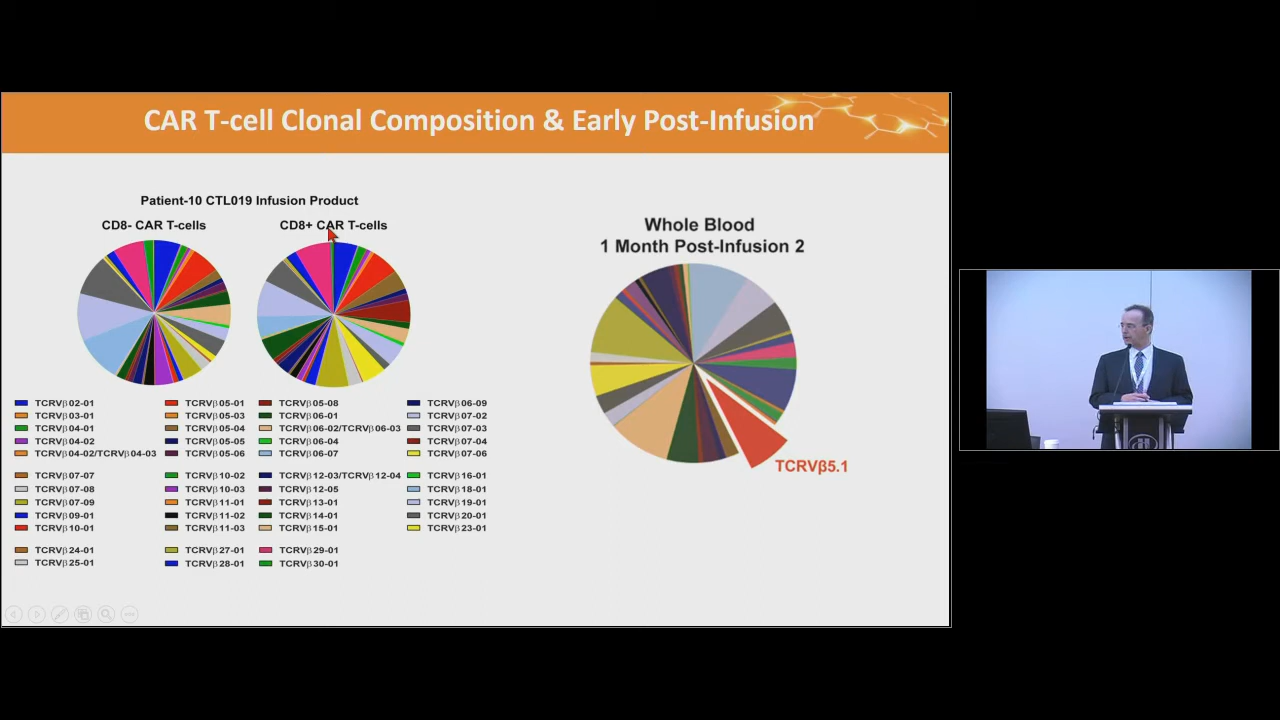 CAR T-cell Clonal Composition & Early Post-Infusion
Patient-10 CTL019 Infusion Product
CD8- CAR T-cells
CD8+ CAR T-cells
Whole Blood
1 Month Post-Infusion 2
TCRVβ5.1
TCRVβ02-01
TCRVβ03-01
TCRVβ04-01
TCRVβ04-02
TCRVβ04-02/TCRVβ04-03
TCRVβ05-01
TCRVβ05-03
TCRVβ05-04
TCRVβ05-05
TCRVβ05-06
TCRVβ05-08
TCRVβ06-01
TCRVβ06-02/TCRVβ06-03
TCRVβ06-04
TCRVβ06-07
TCRVβ06-09
TCRVβ07-02
TCRVβ07-03
TCRVβ07-04
TCRVβ07-06
TCRVβ07-07
TCRVβ07-08
TCRVβ07-09
TCRVβ09-01
TCRVβ10-01
TCRVβ10-02
TCRVβ10-03
TCRVβ11-01
TCRVβ11-02
TCRVβ11-03
TCRVβ12-03/TCRVβ12-04
TCRVβ12-05
TCRVβ13-01
TCRVβ14-01
TCRVβ15-01
TCRVβ16-01
TCRVβ18-01
TCRVβ19-01
TCRVβ20-01
TCRVβ23-01
TCRVβ24-01
TCRVβ25-01
TCRVβ27-01
TCRVβ28-01
TCRVβ29-01
TCRVβ30-01